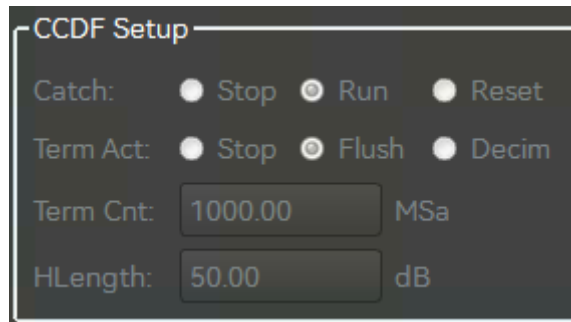 CCDF Setup
Catch: Stop Run Reset
Term Act: Stop Flush Decim
Term Cnt: 1000.00 MSa
HLength: 50.00 dB